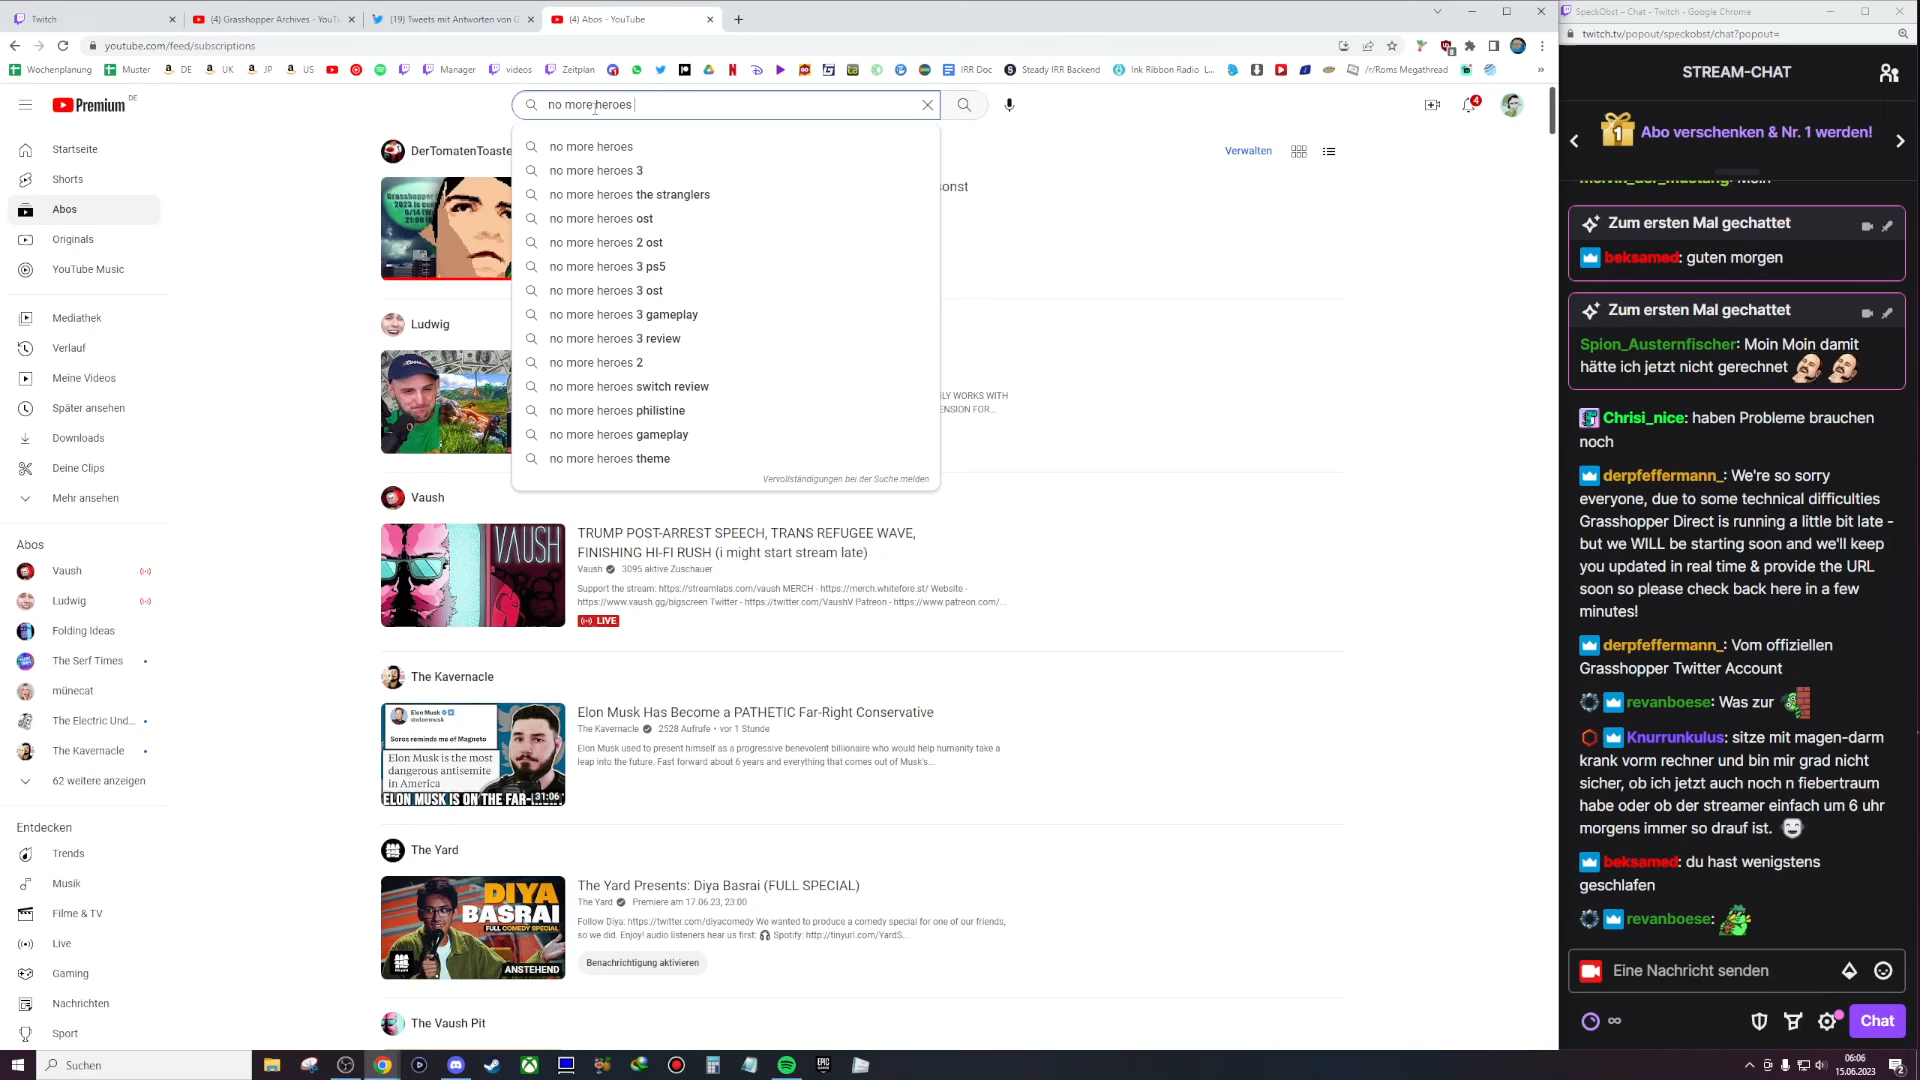 Twitch
(4) Grasshopper Archives - YouTu
(19) Tweets mit Antworten von G
(4) Abos - YouTube
SpeckObst – Chat - Twitch - Google Chrome
youtube.com/feed/subscriptions
twitch.tv/popout/speckobst/chat?popout=
Wochenplanung
Muster
DE
UK
JP
US
Manager
videos
Zeitplan
IRR Doc
Steady IRR Backend
Ink Ribbon Radio L...
/r/Roms Megathread
Premium DE
no more heroes
4
Startseite
Shorts
Abos
Originals
YouTube Music
Mediathek
Verlauf
Meine Videos
Später ansehen
Downloads
Deine Clips
Mehr ansehen
Abos
Vaush
Ludwig
Folding Ideas
The Serf Times
münecat
The Electric Und...
The Kavernacle
62 weitere anzeigen
Entdecken
Trends
Musik
Filme & TV
Live
Gaming
Nachrichten
Sport
DerTomatenToaste
Verwalten
sonst
no more heroes
no more heroes 3
no more heroes the stranglers
no more heroes ost
no more heroes 2 ost
no more heroes 3 ps5
no more heroes 3 ost
no more heroes 3 gameplay
no more heroes 3 review
no more heroes 2
no more heroes switch review
no more heroes philistine
no more heroes gameplay
no more heroes theme
Vervollständigungen bei der Suche melden
Ludwig
LY WORKS WITH
ENSION FOR...
Vaush
VAUSH
TRUMP POST-ARREST SPEECH, TRANS REFUGEE WAVE,
FINISHING HI-FI RUSH (i might start stream late)
Vaush 3095 aktive Zuschauer
Support the stream: https://streamlabs.com/vaush MERCH - https://merch.whitefore.st/ Website -
https://www.vaush.gg/bigscreen Twitter - https://twitter.com/VaushV Patreon - https://www.patreon.com/...
LIVE
The Kavernacle
Elon Musk
@elonmusk
Soros reminds me of Magneto
Elon Musk is the most
dangerous antisemite
in America
ELON MUSK IS ON THE FAR-
31:06
Elon Musk Has Become a PATHETIC Far-Right Conservative
The Kavernacle 2528 Aufrufe • vor 1 Stunde
Elon Musk used to present himself as a progressive benevolent billionaire who would help humanity take a
leap into the future. Fast forward about 6 years and everything that comes out of Musk's...
The Yard
DIYA
BASRAI
FULL COMEDY SPECIAL
ANSTEHEND
The Yard Presents: Diya Basrai (FULL SPECIAL)
The Yard Premiere am 17.06.23, 23:00
Follow Diya: https://twitter.com/diyacomedy We wanted to produce a comedy special for one of our friends,
so we did. Enjoy! audio listeners hear us first: Spotify: http://tinyurl.com/YardS...
Benachrichtigung aktivieren
The Vaush Pit
STREAM-CHAT
1
Abo verschenken & Nr. 1 werden!
Zum ersten Mal gechattet
beksamed: guten morgen
Zum ersten Mal gechattet
Spion_Austernfischer: Moin Moin damit
hätte ich jetzt nicht gerechnet
Chrisi_nice: haben Probleme brauchen
noch
derpfeffermann_: We're so sorry
everyone, due to some technical difficulties
Grasshopper Direct is running a little bit late -
but we WILL be starting soon and we'll keep
you updated in real time & provide the URL
soon so please check back here in a few
minutes!
derpfeffermann_: Vom offiziellen
Grasshopper Twitter Account
revanboese: Was zur
Knurrunkulus: sitze mit magen-darm
krank vorm rechner und bin mir grad nicht
sicher, ob ich jetzt auch noch n fiebertraum
habe oder ob der streamer einfach um 6 uhr
morgens immer so drauf ist.
beksamed: du hast wenigstens
geschlafen
revanboese:
Eine Nachricht senden
Chat
Suchen
06:06
15.06.2023
2